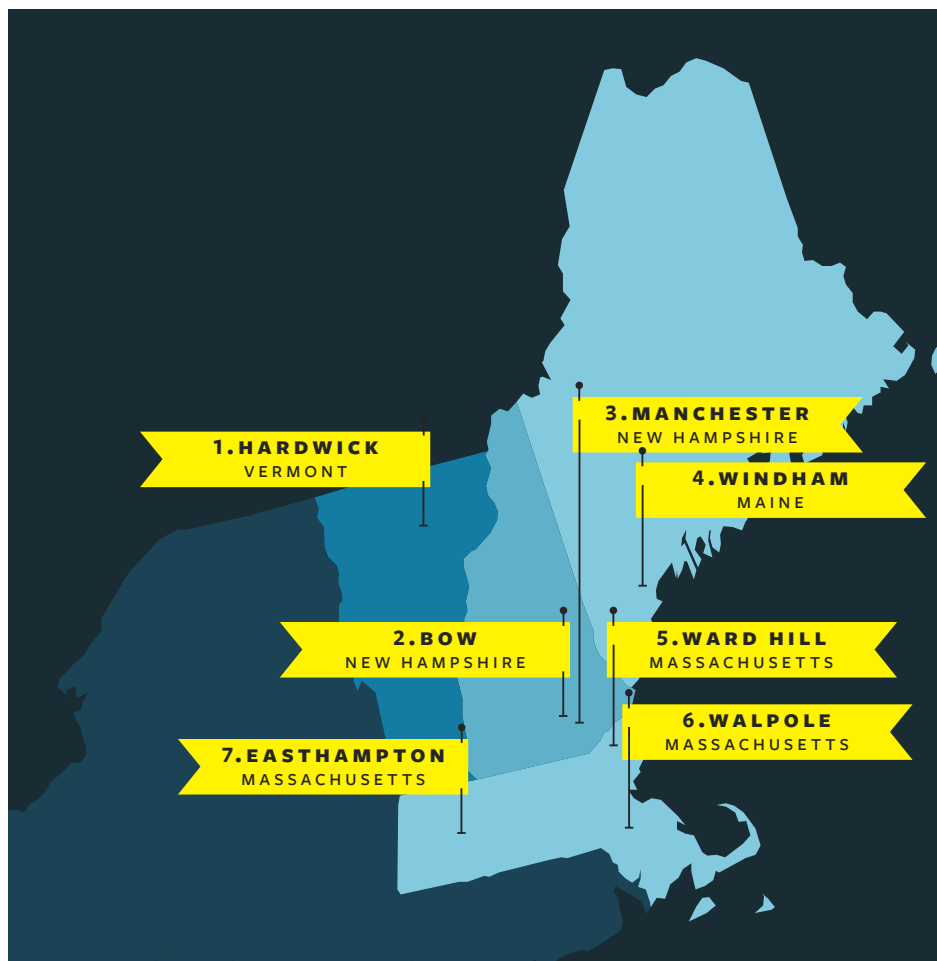 1.HARDWICK
VERMONT
2.BOW
NEW HAMPSHIRE
3.MANCHESTER
NEW HAMPSHIRE
4.WINDHAM
MAINE
5.WARD HILL
MASSACHUSETTS
6.WALPOLE
MASSACHUSETTS
7.EASTHAMPTON
MASSACHUSETTS